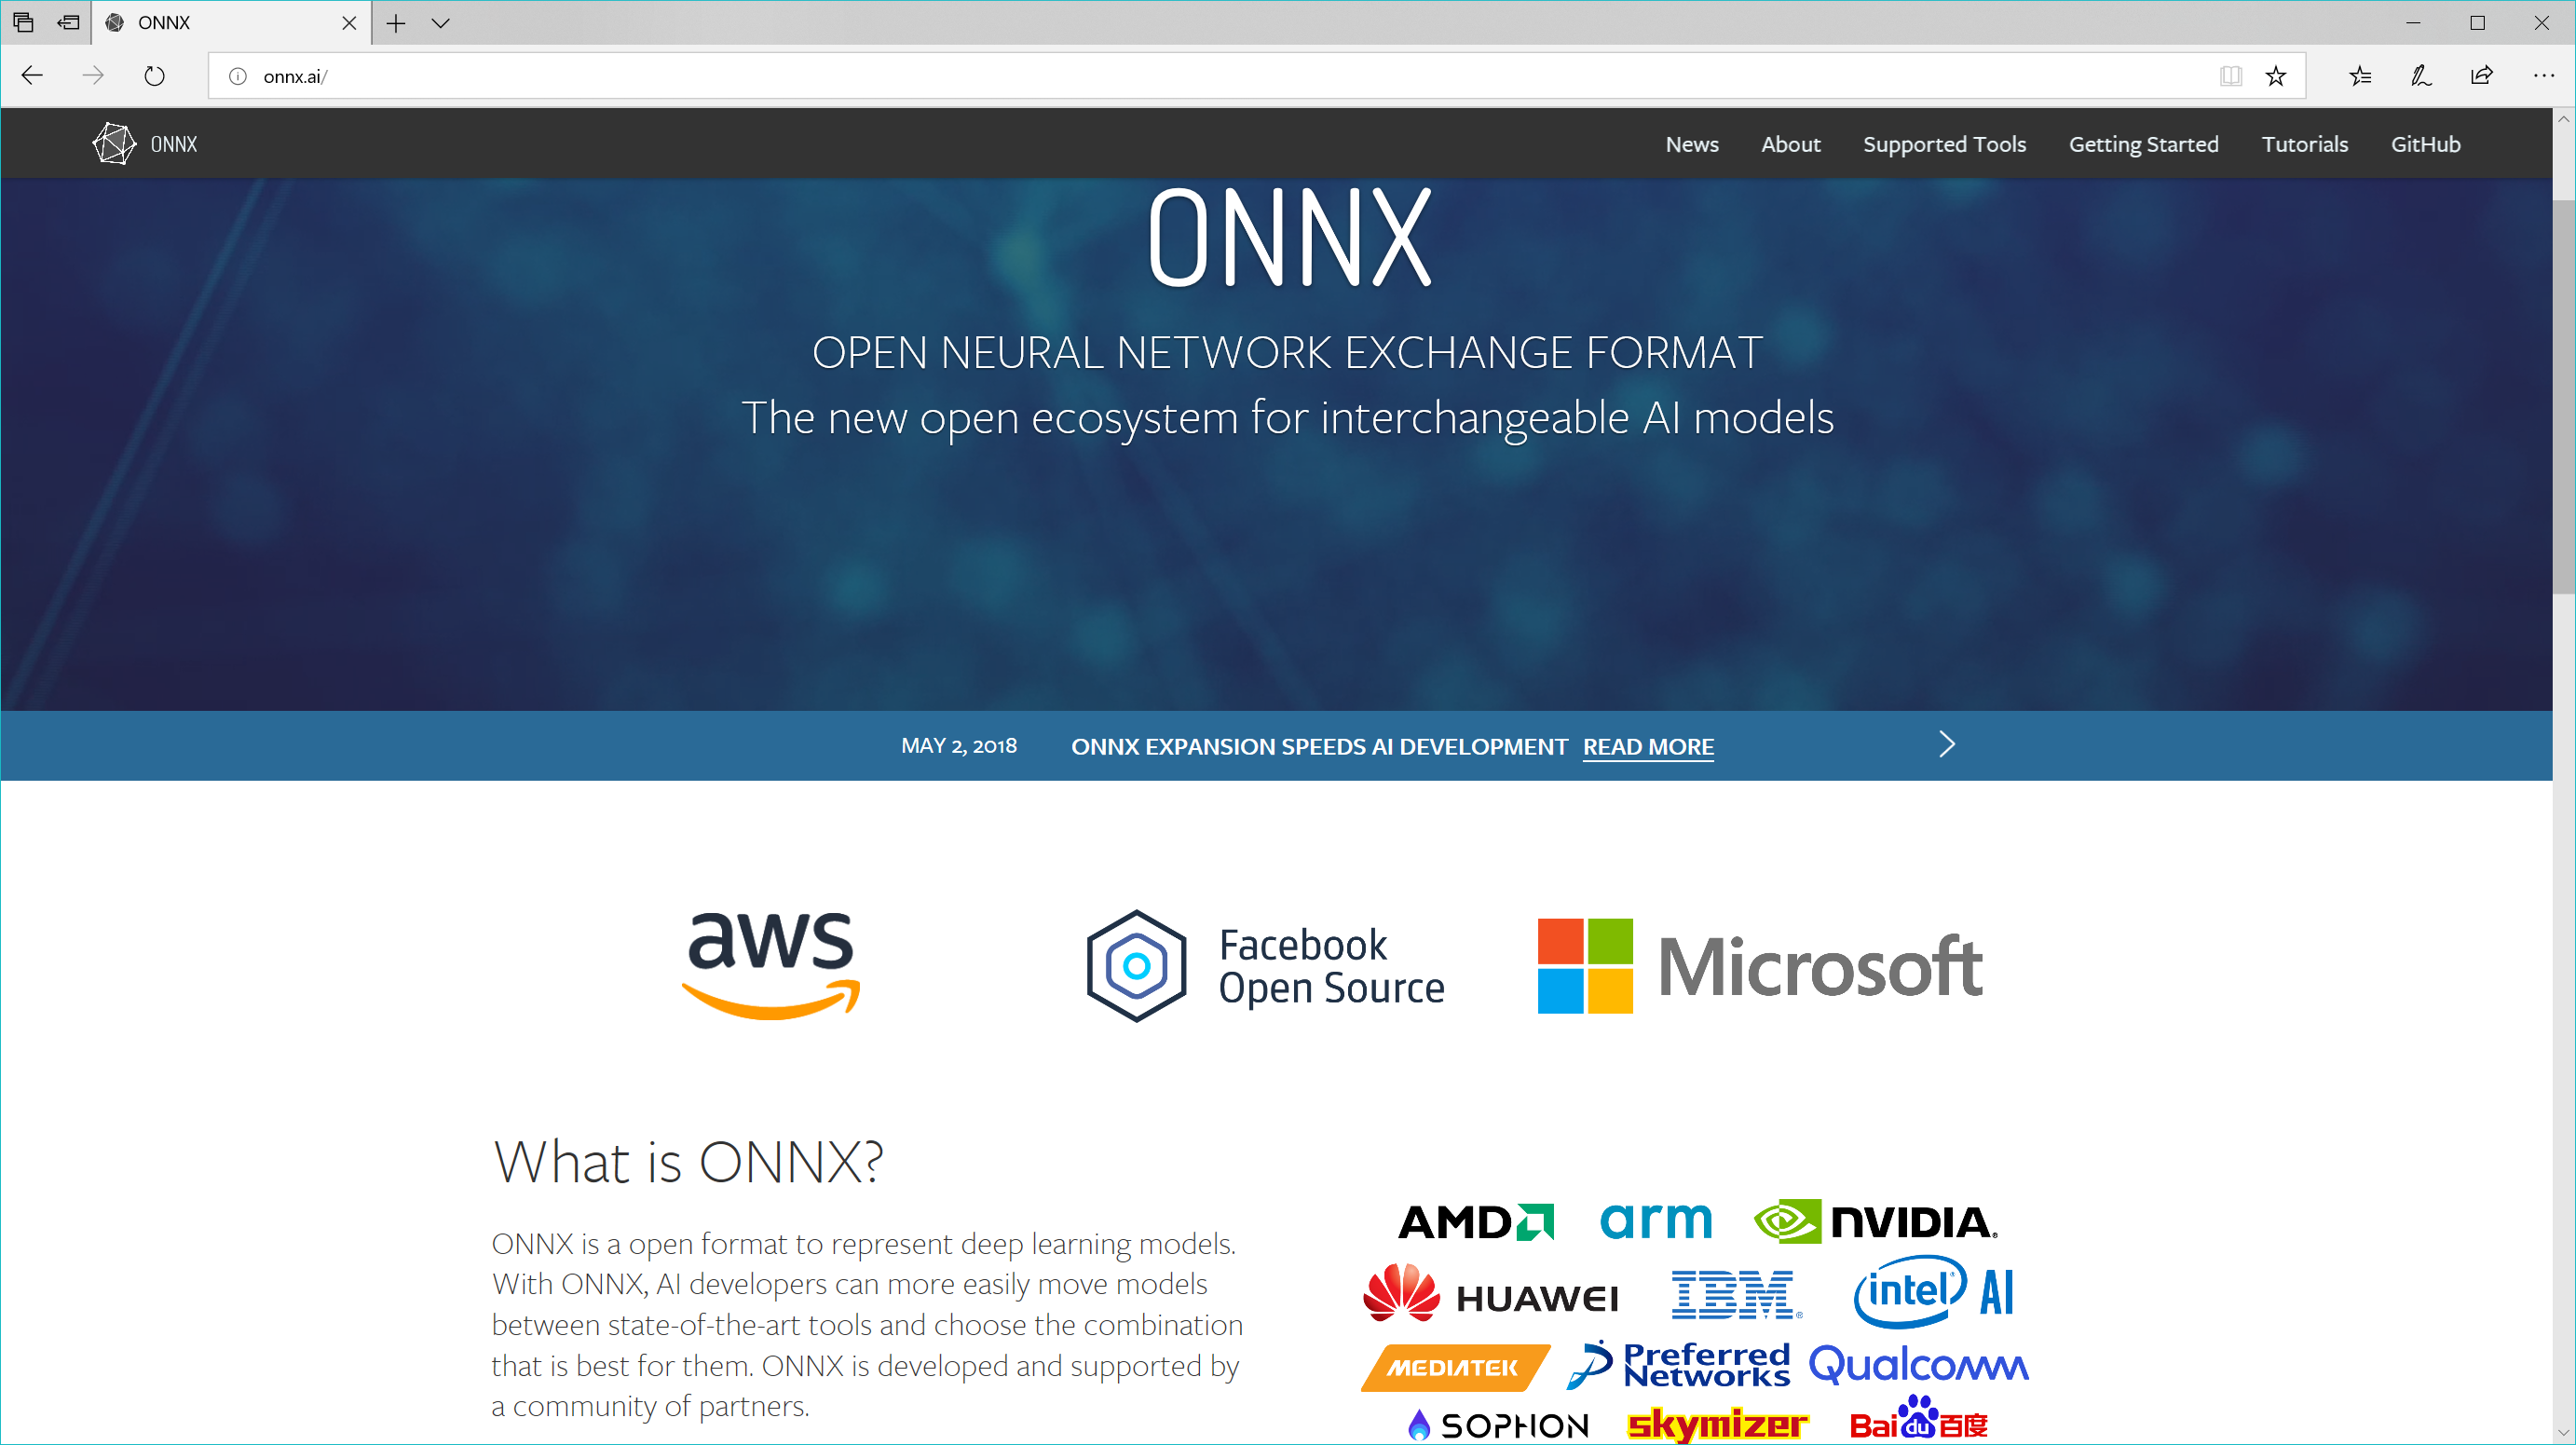 ONNX
onnx.ai/
ONNX
News About Supported Tools Getting Started Tutorials GitHub
ONNX
OPEN NEURAL NETWORK EXCHANGE FORMAT
The new open ecosystem for interchangeable AI models
MAY 2, 2018 ONNX EXPANSION SPEEDS AI DEVELOPMENT READ MORE
aws
Facebook
Open Source
Microsoft
What is ONNX?
ONNX is a open format to represent deep learning models.
With ONNX, AI developers can more easily move models
between state-of-the-art tools and choose the combination
that is best for them. ONNX is developed and supported by
a community of partners.
AMD arm NVIDIA.
HUAWEI IBM® intel® AI
MEDIATEK Preferred Networks Qualcomm
SOPHON skymizer Baidu百度